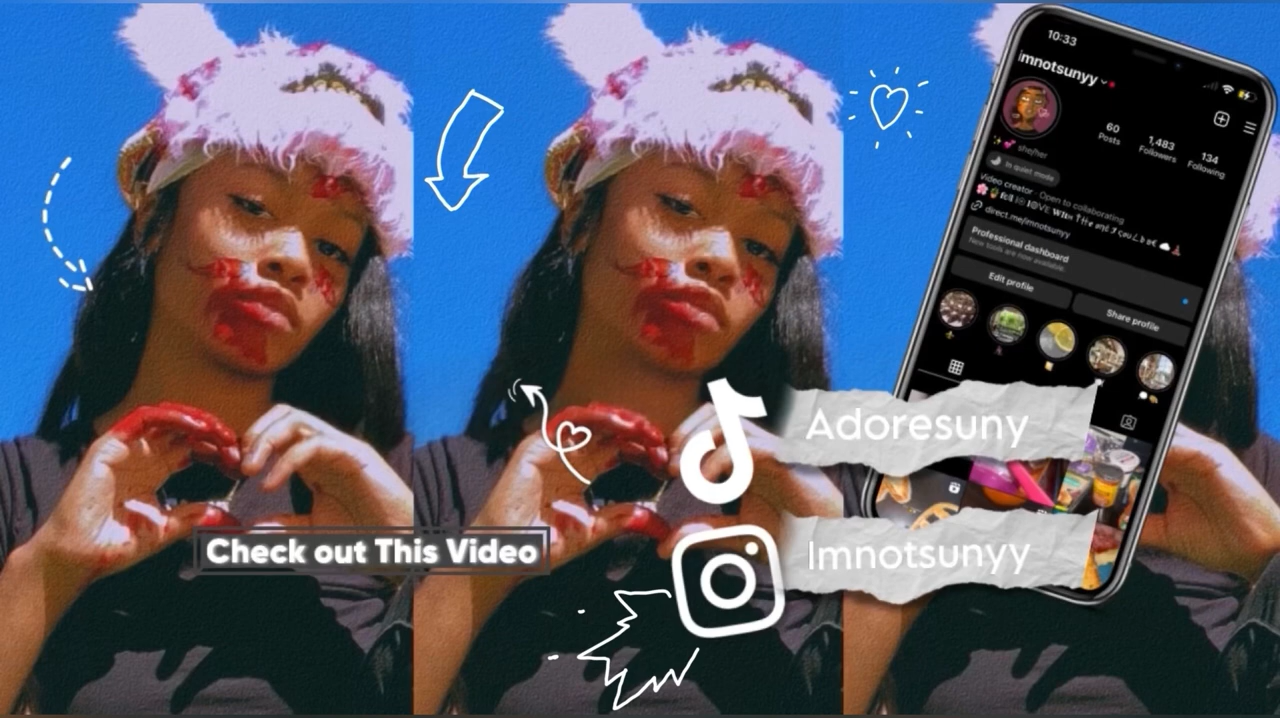 10:33
imnotsunyy
60
Posts
1,483
Followers
134
Following
she/her
In quiet mode
Video creator · Open to collaborating
direct.me/imnotsunyy
Professional dashboard
New tools are now available.
Edit profile
Share profile
Adoresuny
Check out This Video
Imnotsunyy